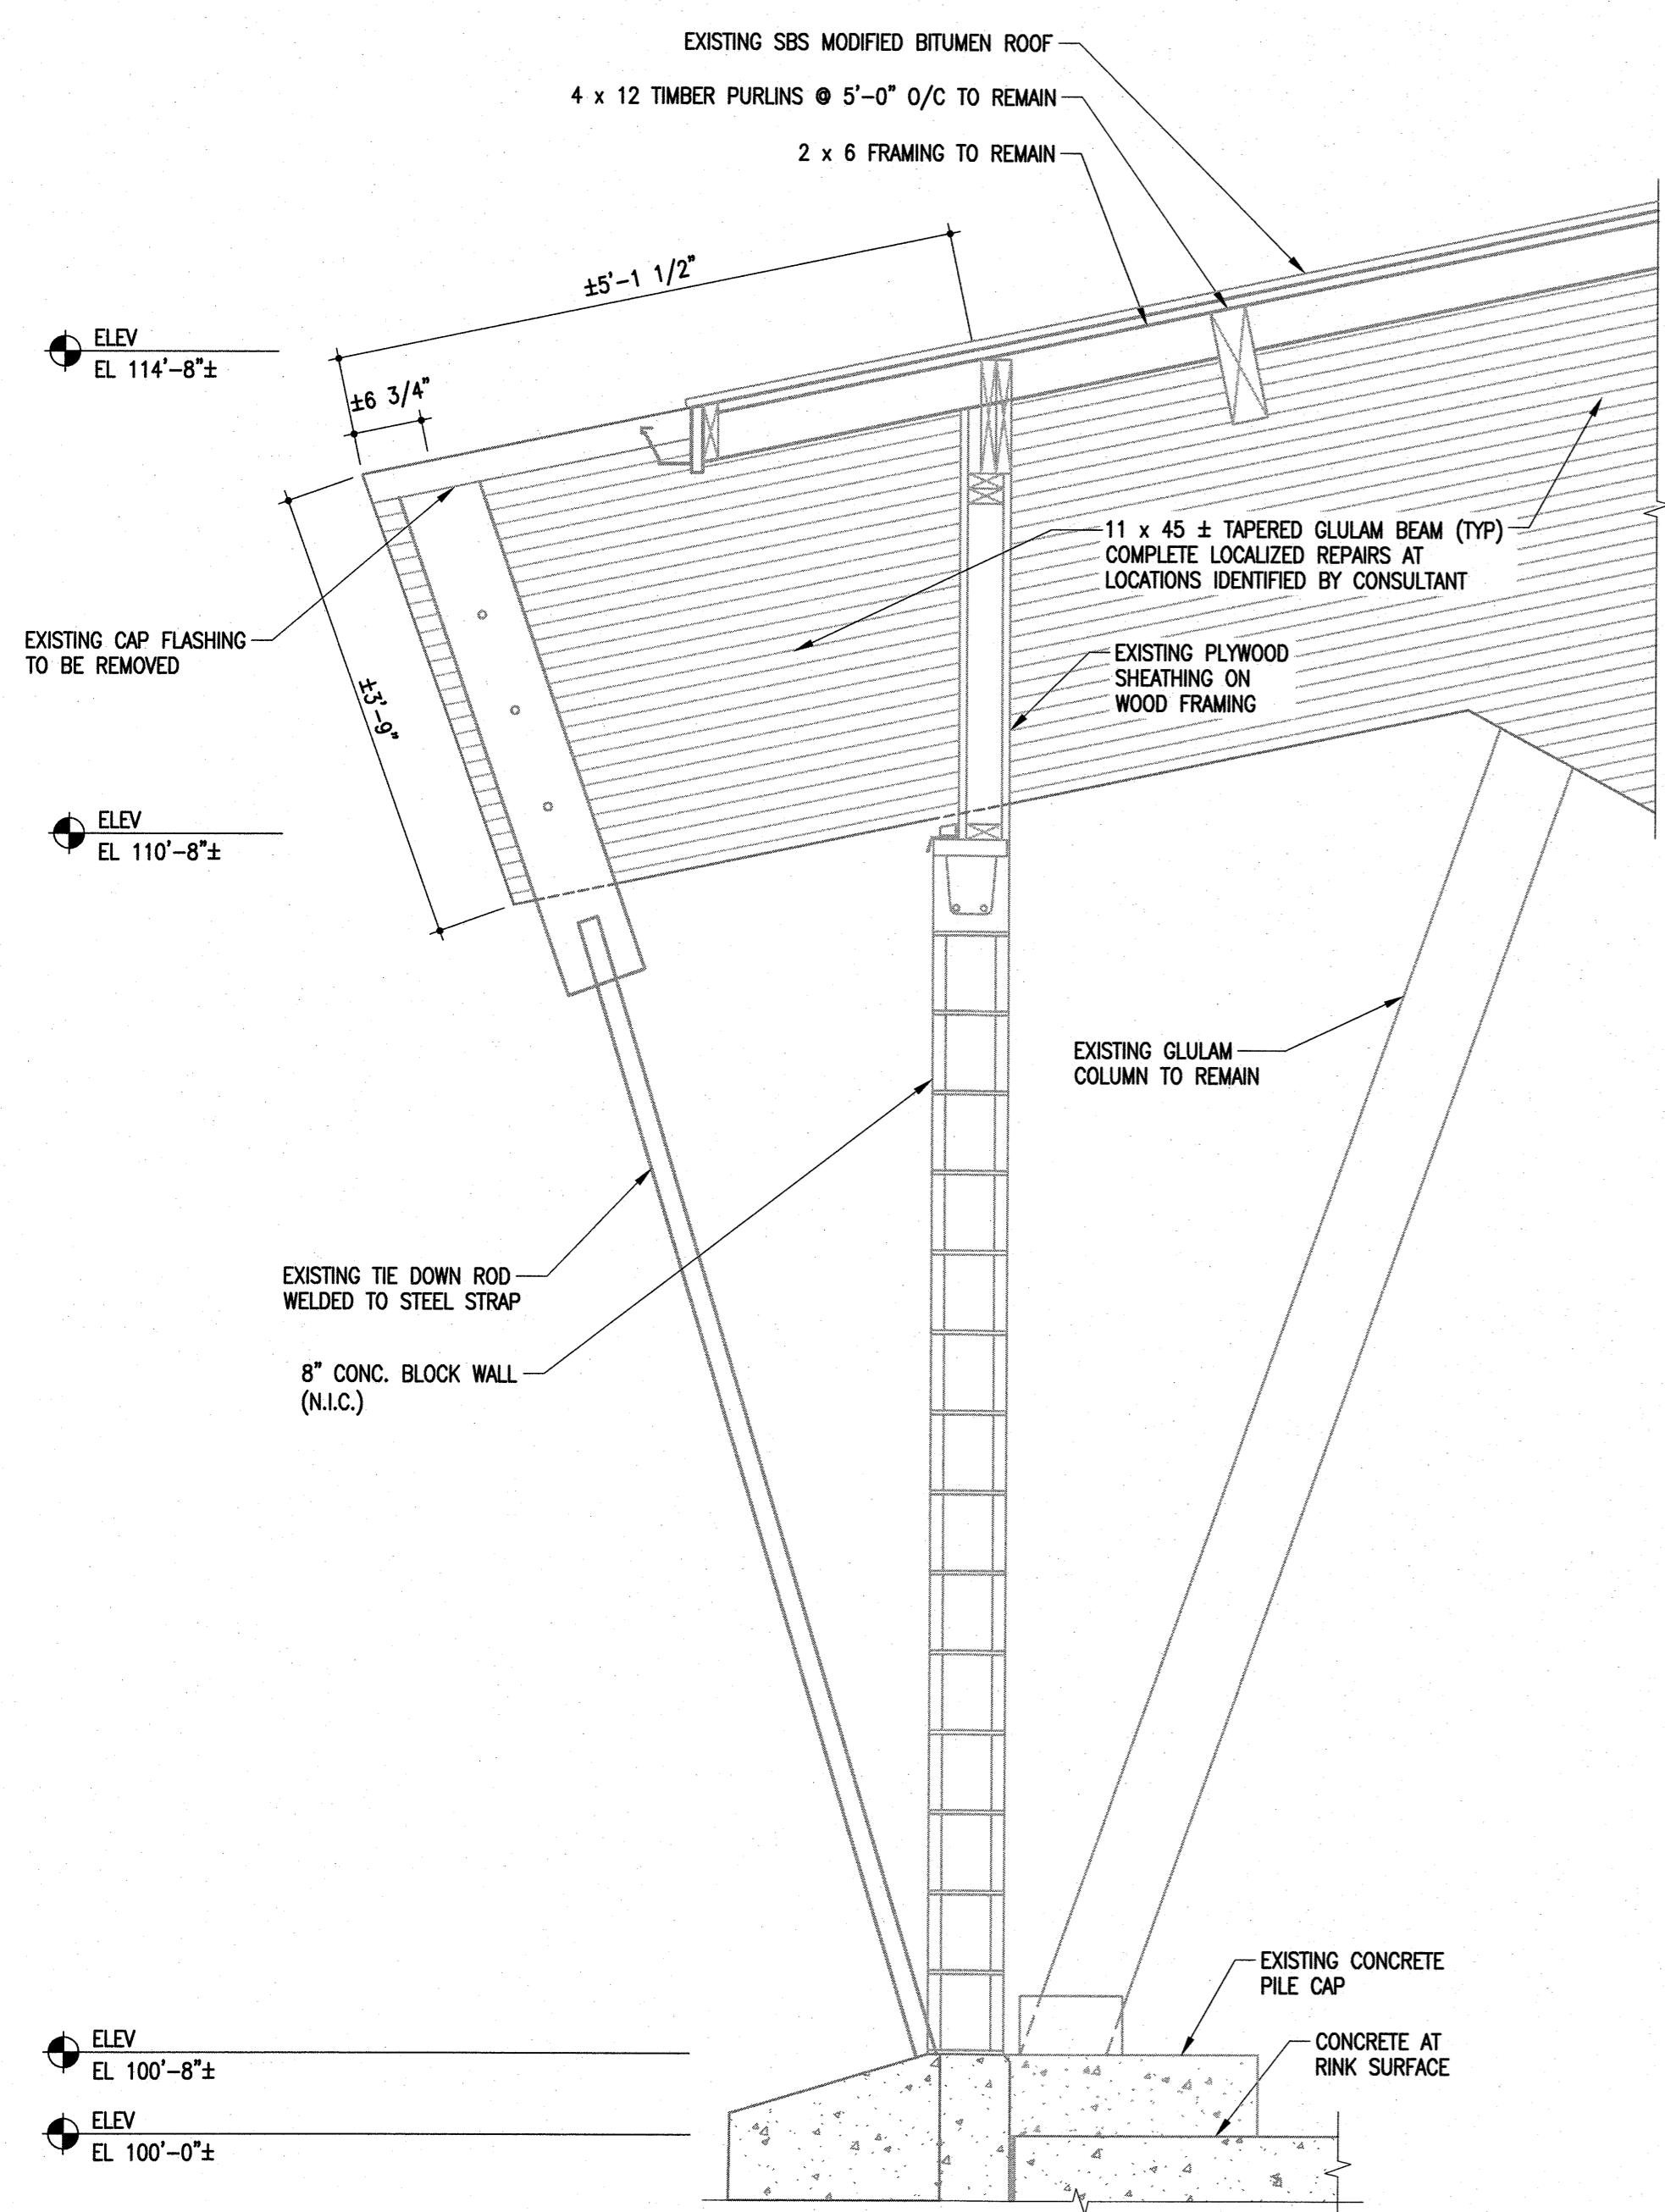 EXISTING SBS MODIFIED BITUMEN ROOF
4 x 12 TIMBER PURLINS @ 5'-0" O/C TO REMAIN
2 x 6 FRAMING TO REMAIN
±5'-1 1/2"
ELEV
EL 114'-8"±
±6 3/4"
11 x 45 ± TAPERED GLULAM BEAM (TYP)
COMPLETE LOCALIZED REPAIRS AT
LOCATIONS IDENTIFIED BY CONSULTANT
EXISTING CAP FLASHING
TO BE REMOVED
EXISTING PLYWOOD
SHEATHING ON
WOOD FRAMING
±3'-9"
ELEV
EL 110'-8"±
EXISTING GLULAM
COLUMN TO REMAIN
EXISTING TIE DOWN ROD
WELDED TO STEEL STRAP
8" CONC. BLOCK WALL
(N.I.C.)
EXISTING CONCRETE
PILE CAP
ELEV
EL 100'-8"±
CONCRETE AT
RINK SURFACE
ELEV
EL 100'-0"±